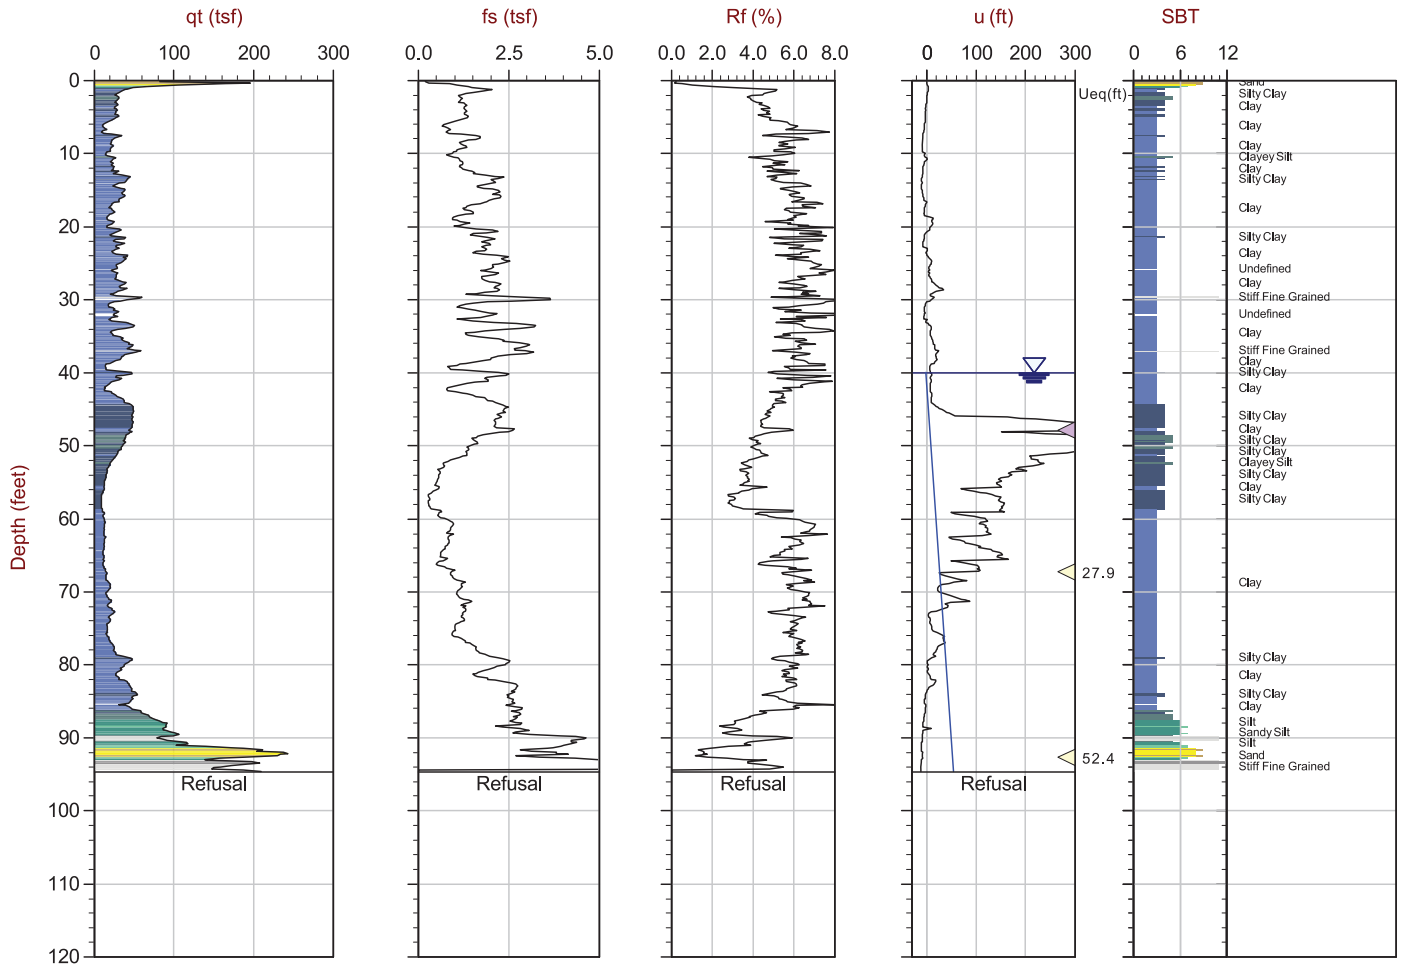 qt (tsf) fs (tsf) Rf (%) u (ft) SBT
0 100 200 300 0.0 2.5 5.0 0.0 2.0 4.0 6.0 8.0 0 100 200 300 0 6 12
0
Sand
Ueq(ft)
Silty Clay
Clay
Clay
Clay
10
Clayey Silt
Clay
Silty Clay
Clay
20
Silty Clay
Clay
Undefined
Clay
30
Stiff Fine Grained
Undefined
Clay
Stiff Fine Grained
Clay
40
Silty Clay
Clay
Silty Clay
Clay
50
Silty Clay
Silty Clay
Clayey Silt
Silty Clay
Clay
Silty Clay
Depth (feet)
60
27.9
Clay
70
80
Silty Clay
Clay
Silty Clay
Clay
Silt
Sandy Silt
90
Silt
Sand
52.4
Stiff Fine Grained
Refusal Refusal Refusal Refusal
100
110
120